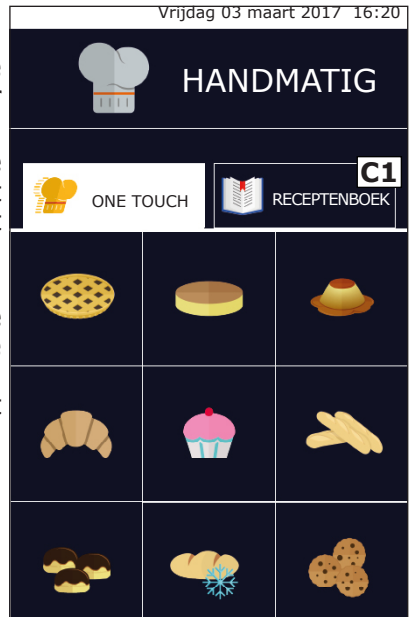 Vrijdag 03 maart 2017 16:20
HANDMATIG
C1
ONE TOUCH
RECEPTENBOEK